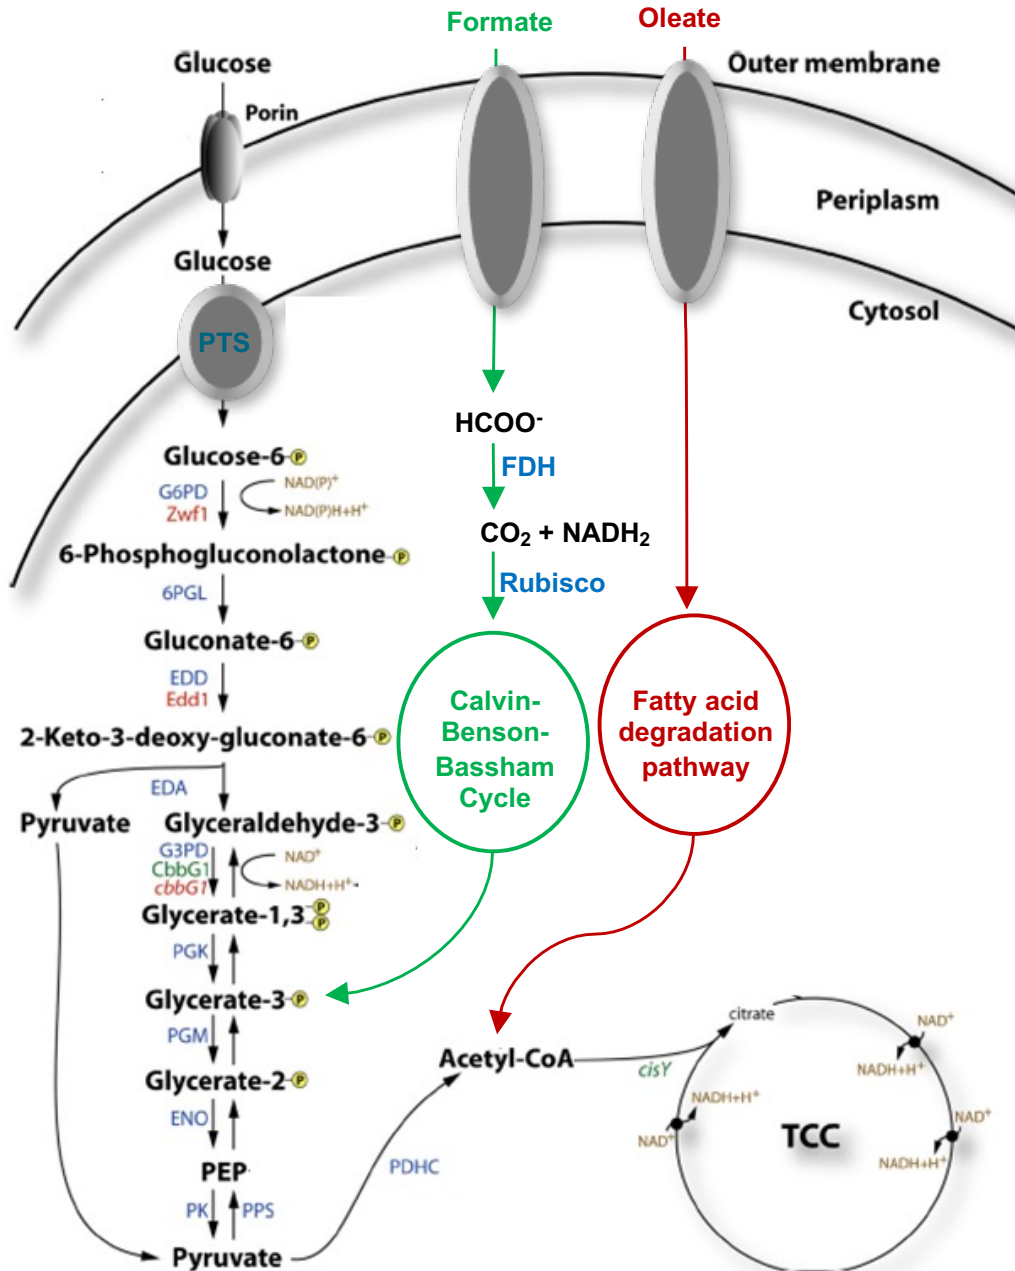 Formate
Oleate
Glucose
Outer membrane
Porin
Periplasm
Glucose
Cytosol
PTS
HCOO-
Glucose-6 P
FDH
G6PD
NAD(P)+
Zwf1
NAD(P)H+H+
CO2 + NADH2
6-Phosphogluconolactone P
Rubisco
6PGL
Gluconate-6 P
EDD
Edd1
Calvin-
Benson-
Bassham
Cycle
Fatty acid
degradation
pathway
2-Keto-3-deoxy-gluconate-6 P
EDA
Pyruvate
Glyceraldehyde-3 P
G3PD
CbbG1
cbbG1
NAD+
NADH+H+
Glycerate-1,3 P P
PGK
Glycerate-3 P
PGM
Glycerate-2 P
ENO
PEP
PK
PPS
Pyruvate
PDHC
Acetyl-CoA
cisY
citrate
NAD+
NADH+H+
NADH+H+
NAD+
NAD+
NADH+H+
TCC